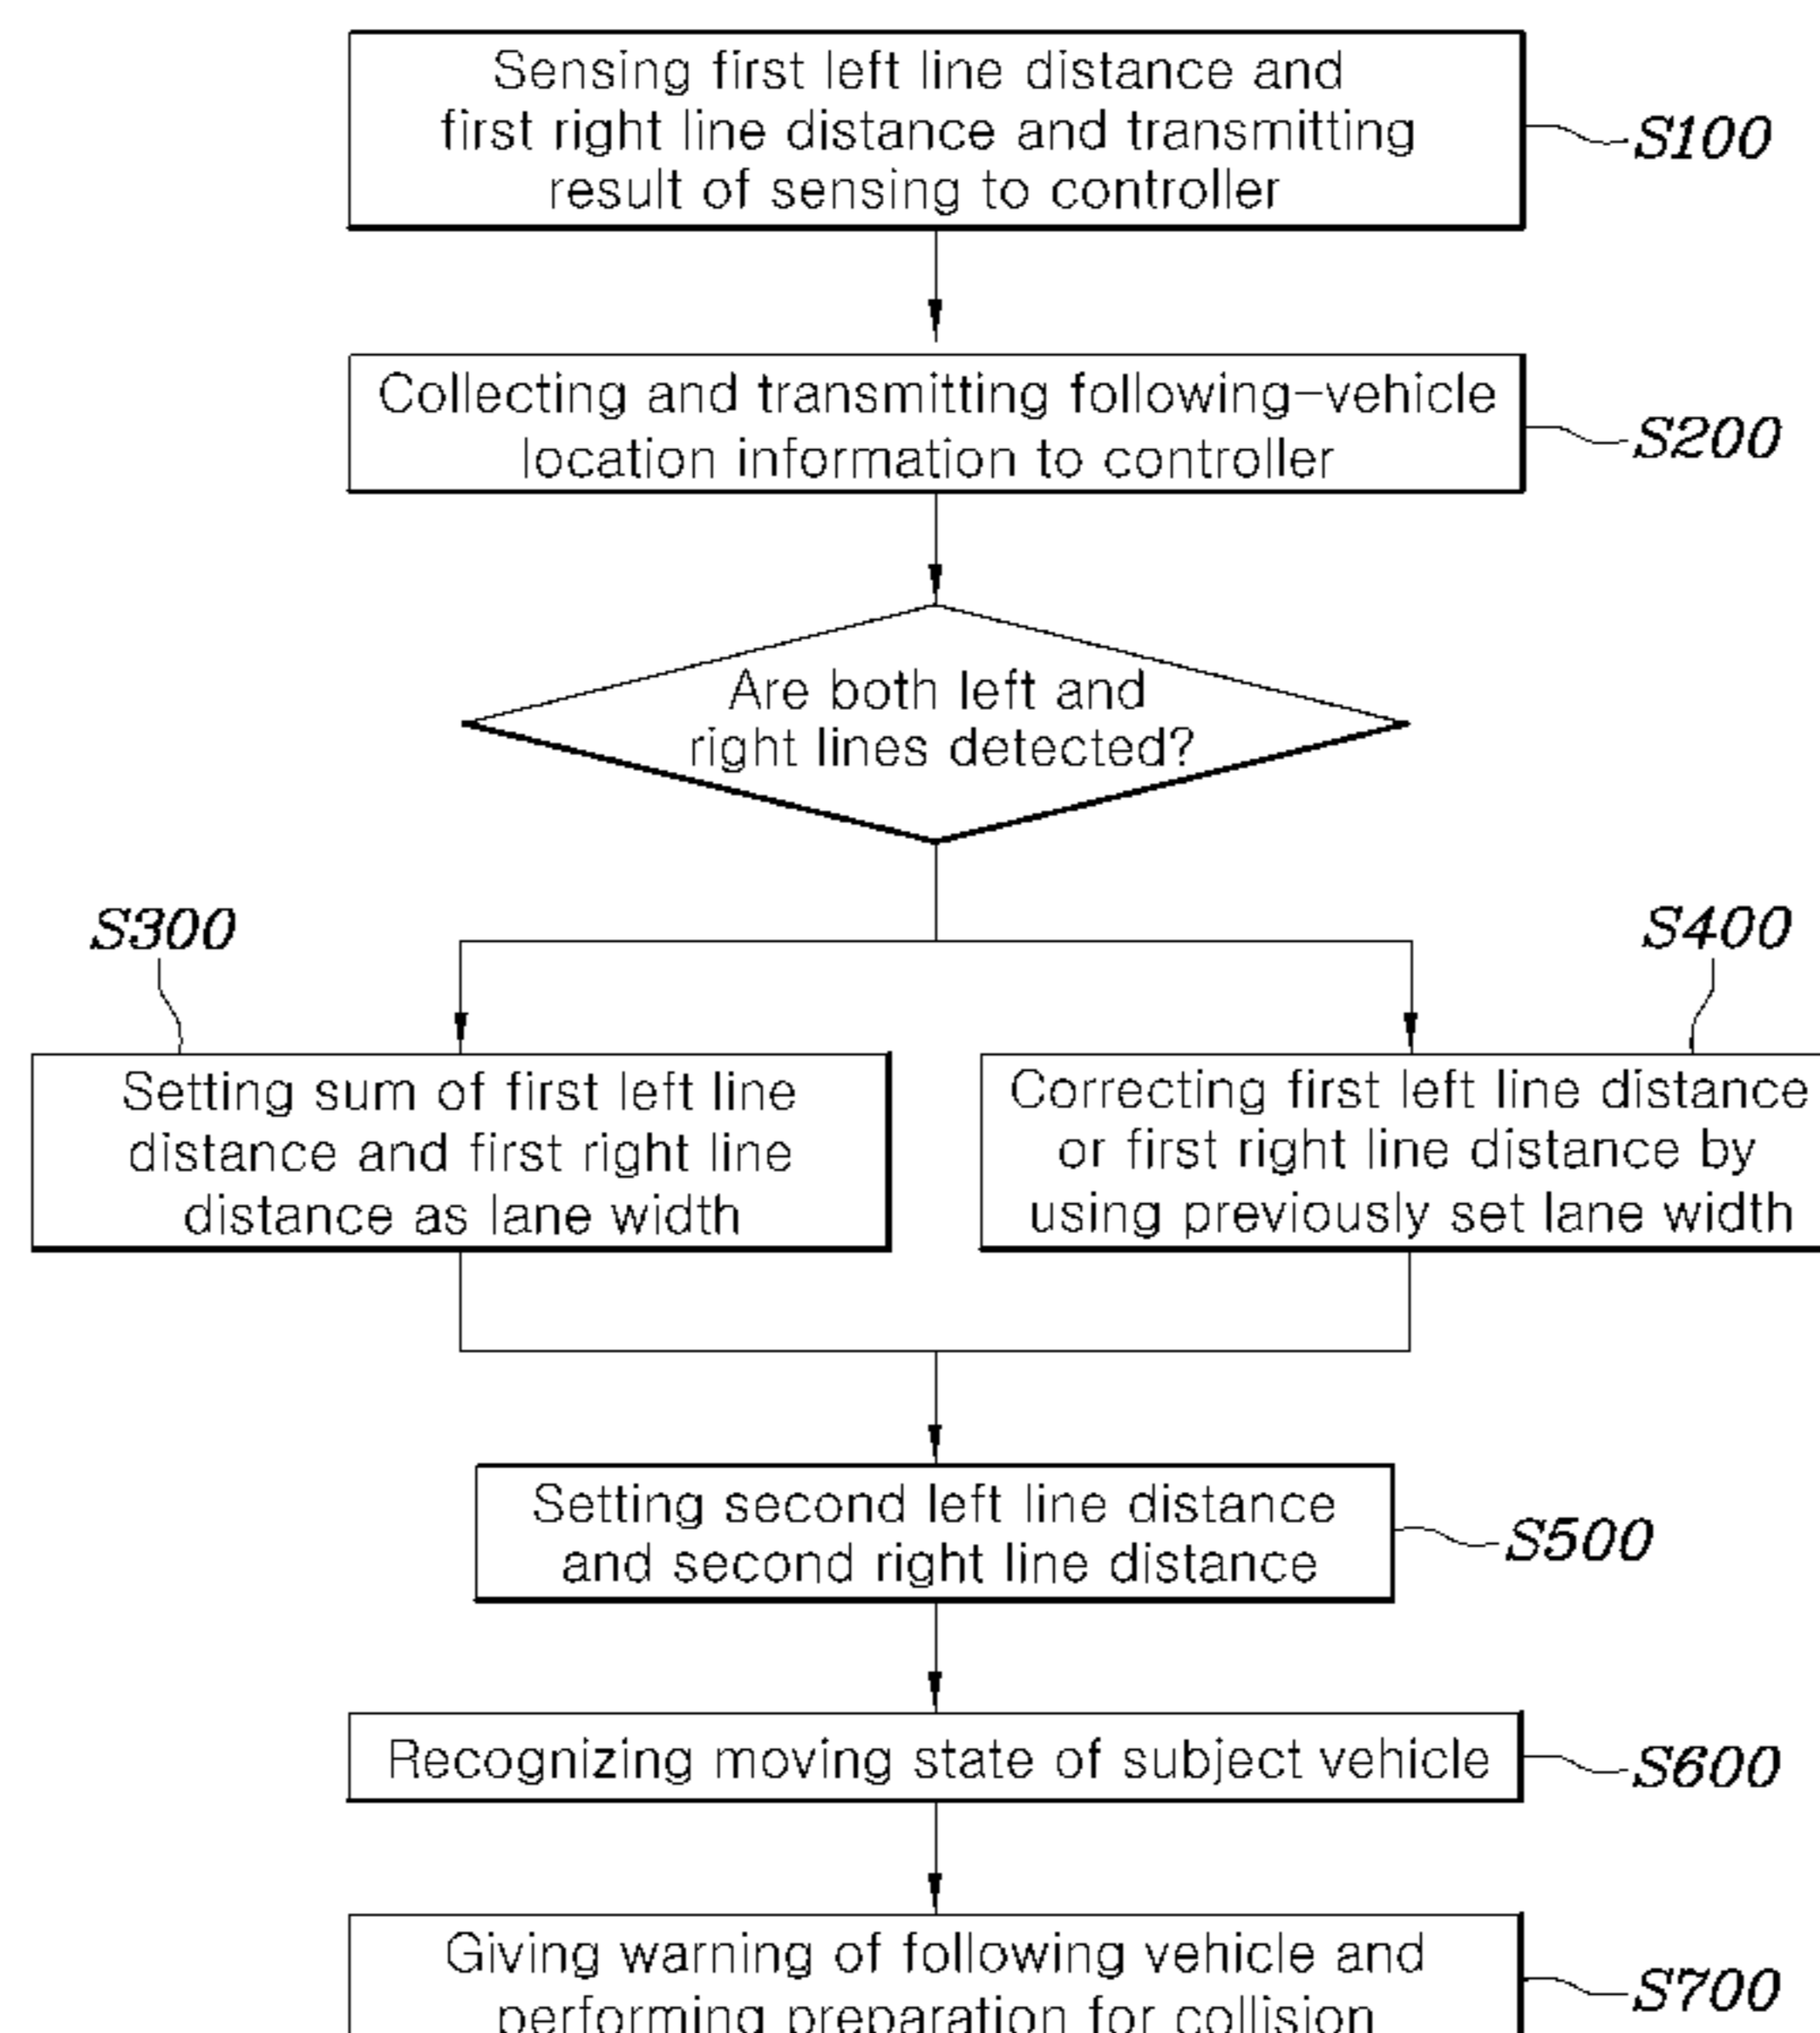 Sensing first left line distance and
first right line distance and transmitting
result of sensing to controller
S100
Collecting and transmitting following-vehicle
location information to controller
S200
Are both left and
right lines detected?
S300
S400
Setting sum of first left line
distance and first right line
distance as lane width
Correcting first left line distance
or first right line distance by
using previously set lane width
Setting second left line distance
and second right line distance
S500
Recognizing moving state of subject vehicle
S600
Giving warning of following vehicle and
performing preparation for collision
S700